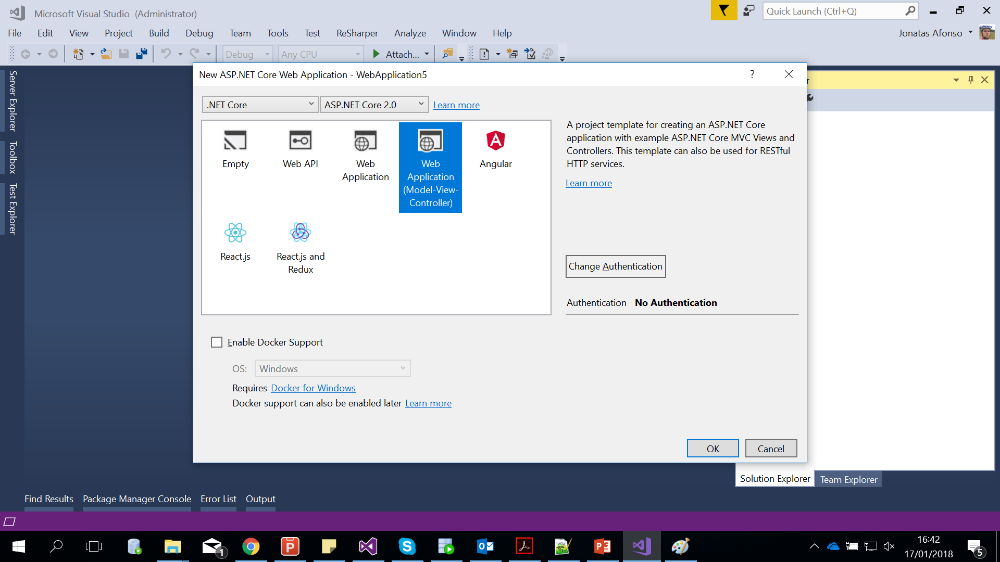 Microsoft Visual Studio (Administrator)
Quick Launch (Ctrl+Q)
File Edit View Project Build Debug Team Tools Test ReSharper Analyze Window Help
Jonatas Afonso
Debug Any CPU Attach...
Server Explorer
Toolbox
Test Explorer
New ASP.NET Core Web Application - WebApplication5
?
r
.NET Core ASP.NET Core 2.0 Learn more
Empty
Web API
Web
Application
Web
Application
(Model-View-
Controller)
Angular
React.js
React.js and
Redux
A project template for creating an ASP.NET Core
application with example ASP.NET Core MVC Views and
Controllers. This template can also be used for RESTful
HTTP services.
Learn more
Change Authentication
Authentication No Authentication
Enable Docker Support
OS: Windows
Requires Docker for Windows
Docker support can also be enabled later Learn more
OK Cancel
Solution Explorer Team Explorer
Find Results Package Manager Console Error List Output
1
16:42
17/01/2018
5